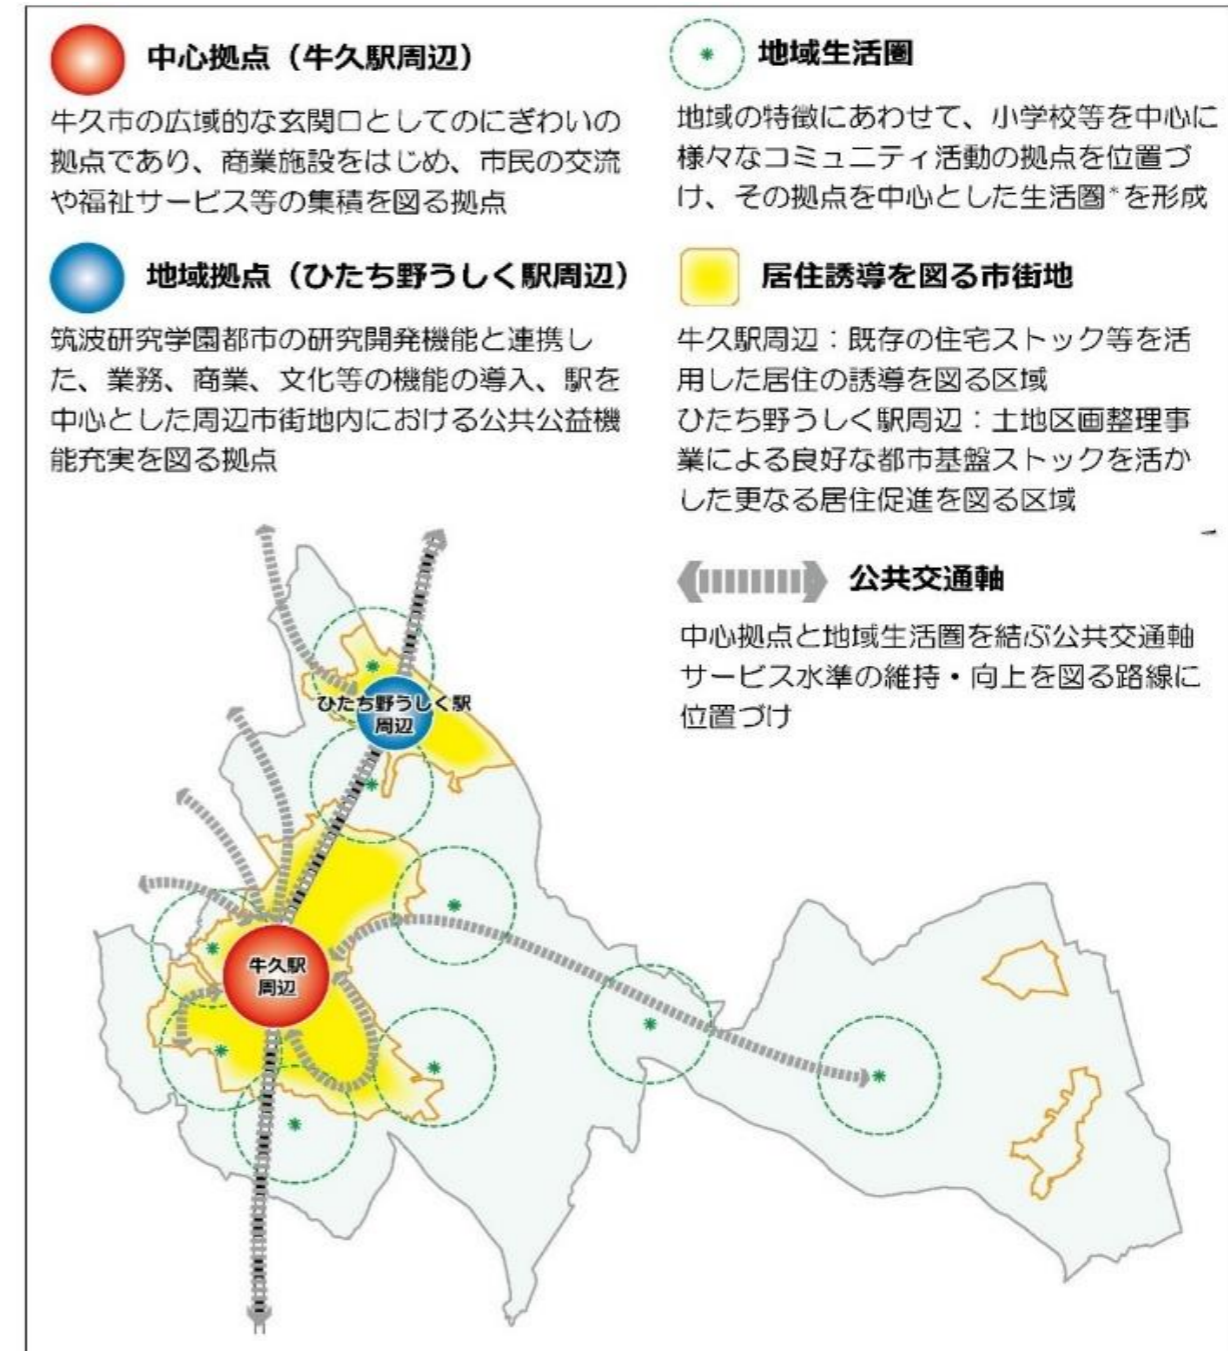 中心拠点（牛久駅周辺）
牛久市の広域的な玄関口としてのにぎわいの
拠点であり、商業施設をはじめ、市民の交流
や福祉サービス等の集積を図る拠点
地域拠点（ひたち野うしく駅周辺）
筑波研究学園都市の研究開発機能と連携し
た、業務、商業、文化等の機能の導入、駅を
中心とした周辺市街地内における公共公益機
能充実を図る拠点
地域生活圏
地域の特徴にあわせて、小学校等を中心に
様々なコミュニティ活動の拠点を位置づ
け、その拠点を中心とした生活圏*を形成
居住誘導を図る市街地
牛久駅周辺：既存の住宅ストック等を活
用した居住の誘導を図る区域
ひたち野うしく駅周辺：土地区画整理事
業による良好な都市基盤ストックを活か
した更なる居住促進を図る区域
公共交通軸
中心拠点と地域生活圏を結ぶ公共交通軸
サービス水準の維持・向上を図る路線に
位置づけ
ひたち野うしく駅
周辺
牛久駅
周辺